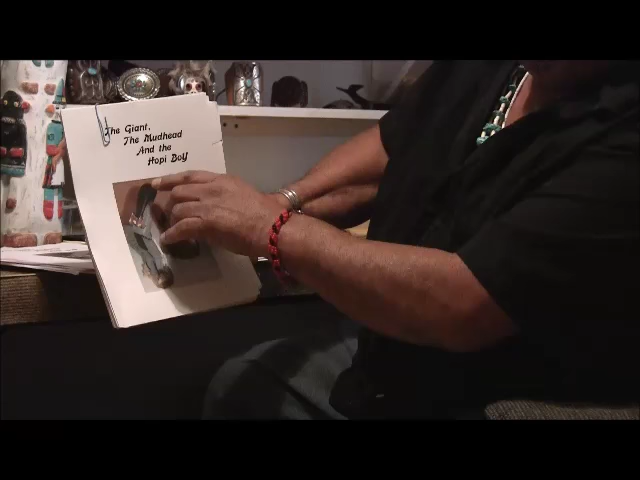 The Giant,
The Mudhead
And the
Hopi Boy